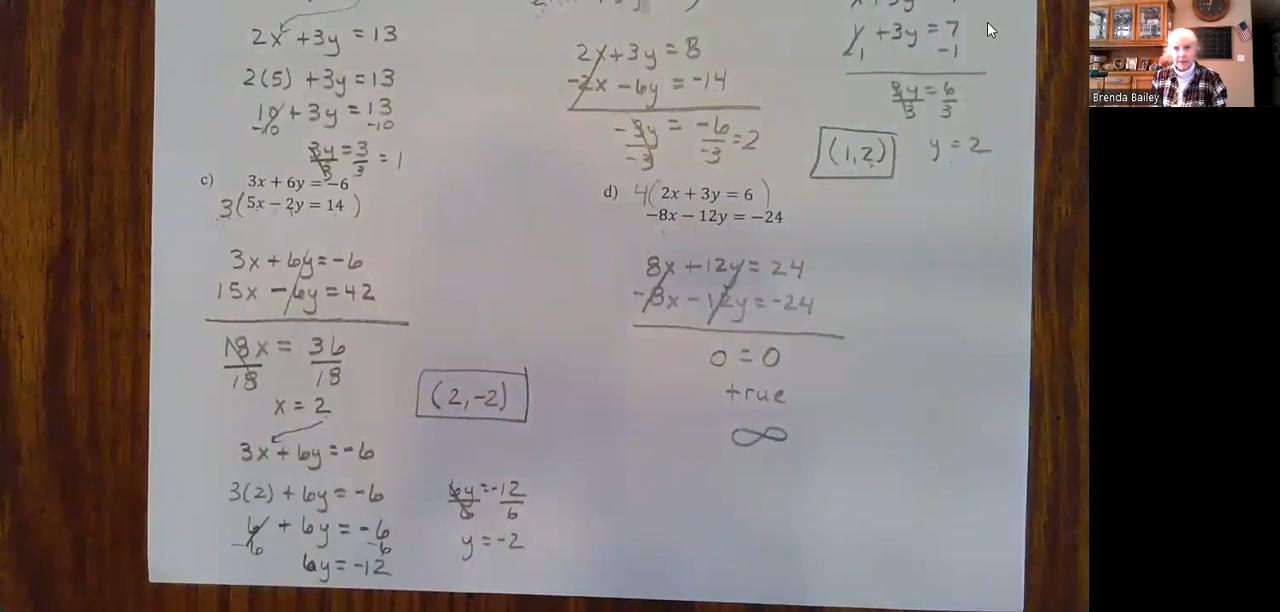 2x + 3y = 13
2(5) + 3y = 13
10 + 3y = 13
-10 -10
3y = 3 = 1
3 3
2x + 3y = 8
-2x - 6y = -14
-3y = -6 = 2
-3 -3
1 + 3y = 7
-1 -1
3y = 6
3 3
(1, 2) y = 2
c) 3x + 6y = -6
3(5x - 2y = 14)
3x + 6y = -6
15x - 6y = 42
18x = 36
18 18
x = 2
(2, -2)
3x + 6y = -6
3(2) + 6y = -6
6 + 6y = -6
-6 -6
6y = -12
6y = -12
6 6
y = -2
d) 4(2x + 3y = 6)
-8x - 12y = -24
8x + 12y = 24
-8x - 12y = -24
0 = 0
true
∞
Brenda Bailey